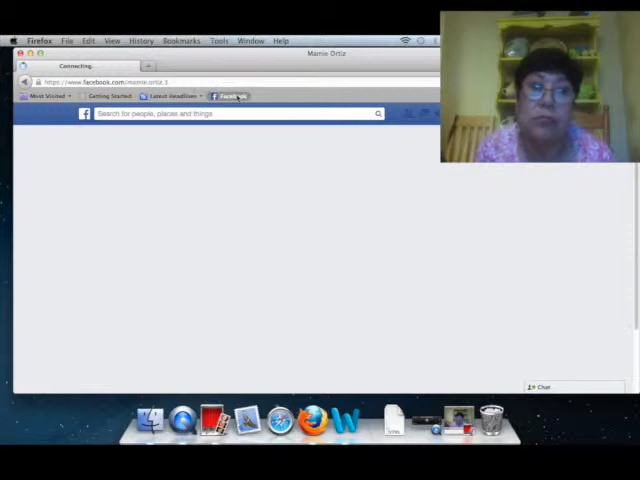 Firefox File Edit View History Bookmarks Tools Window Help
Mamie Ortiz
Connecting...
https://www.facebook.com/mamie.ortiz.3
Most Visited Getting Started Latest Headlines Facebook
Search for people, places and things
Chat